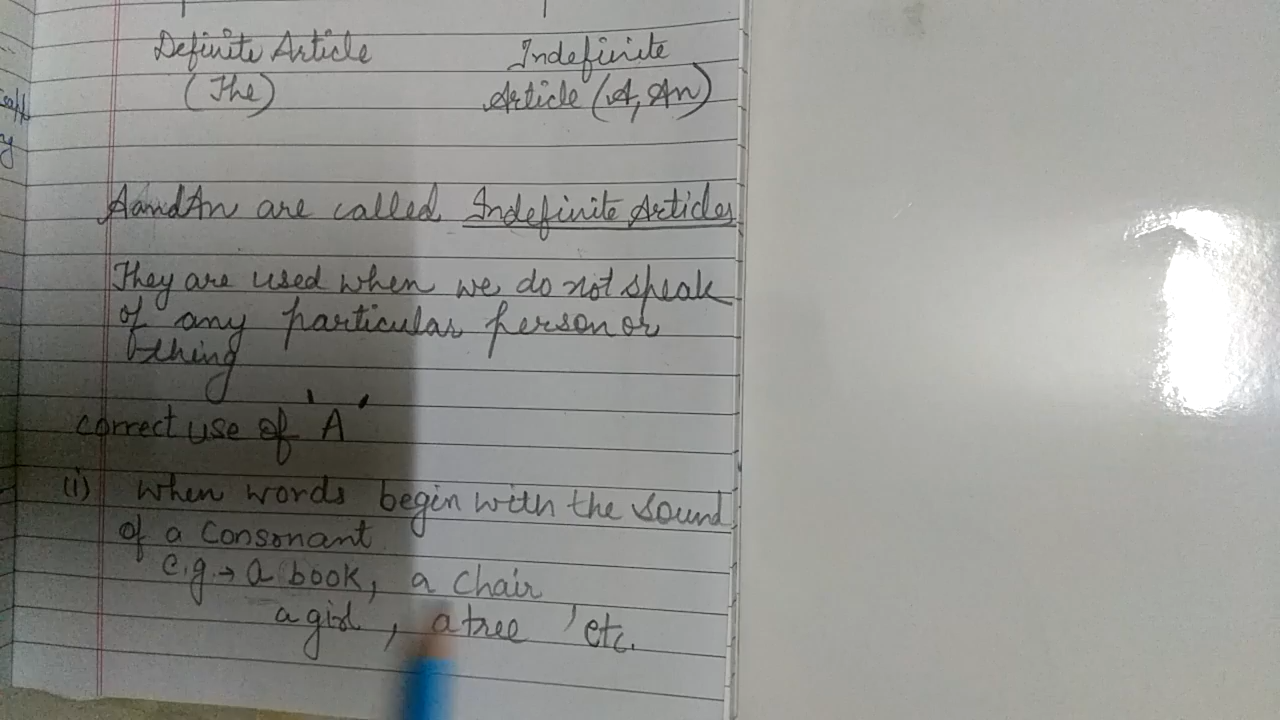 Definite Article Indefinite
(The) Article (A, An)
A and An are called Indefinite Articles
They are used when we do not speak
of any particular person or
thing
correct use of 'A'
(i) when words begin with the sound
of a consonant
e.g. → a book, a chair
a girl, a tree, etc.